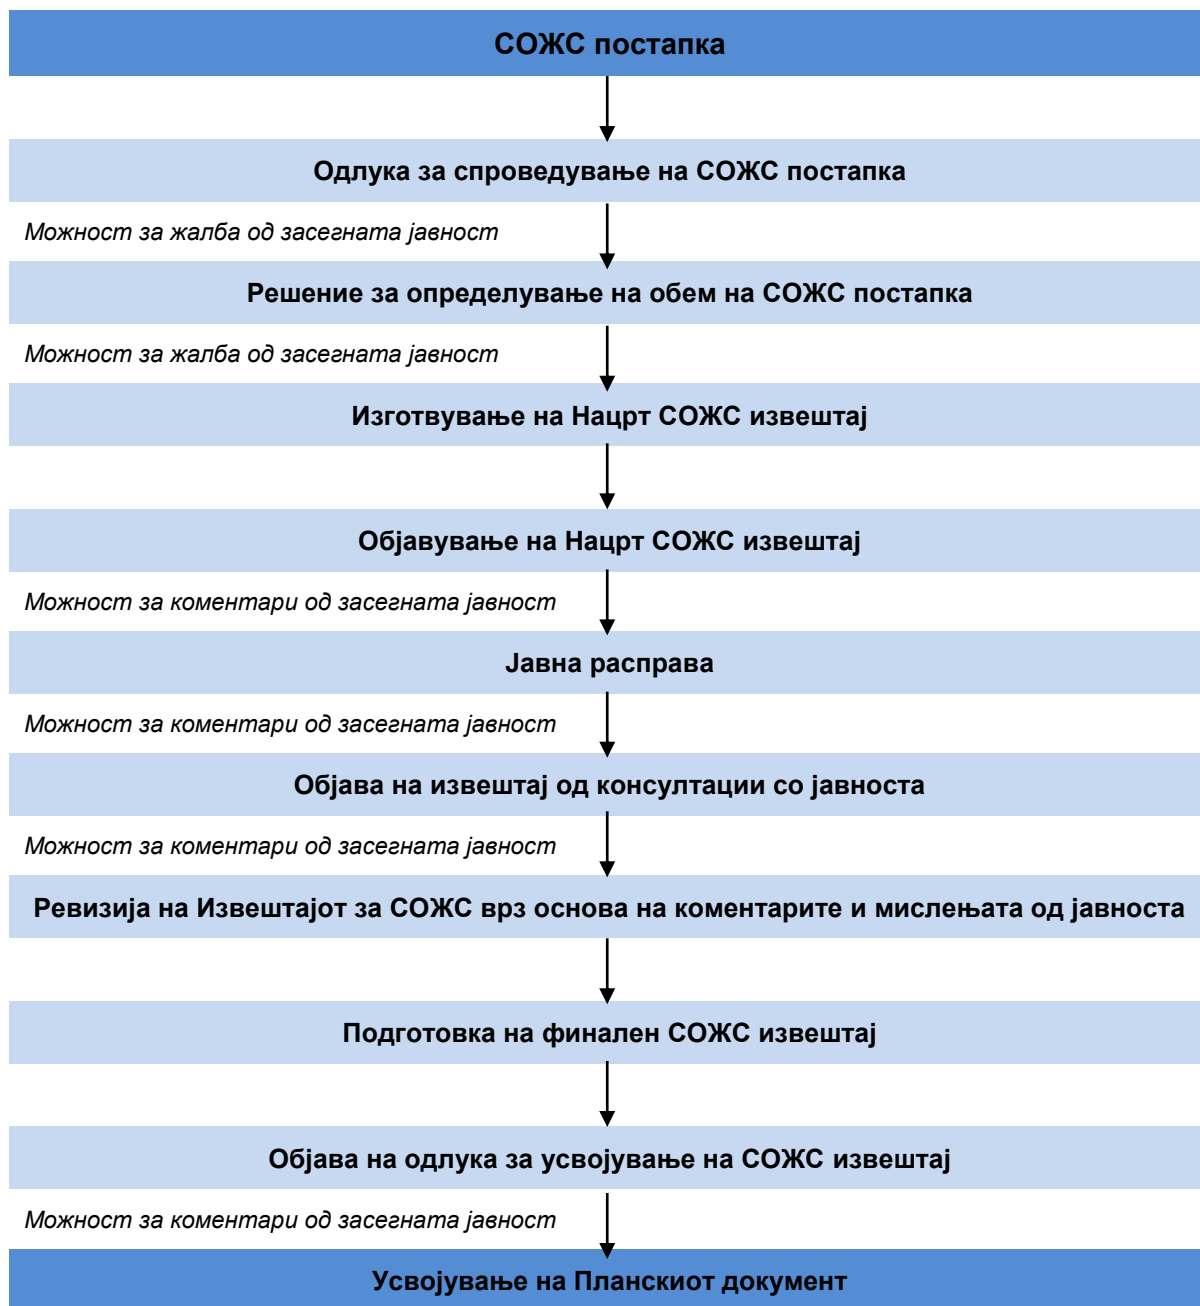 СОЖС постапка
Одлука за спроведување на СОЖС постапка
Можност за жалба од засегната јавност
Решение за определување на обем на СОЖС постапка
Можност за жалба од засегната јавност
Изготвување на Нацрт СОЖС извештај
Објавување на Нацрт СОЖС извештај
Можност за коментари од засегната јавност
Јавна расправа
Можност за коментари од засегната јавност
Објава на извештај од консултации со јавноста
Можност за коментари од засегната јавност
Ревизија на Извештајот за СОЖС врз основа на коментарите и мислењата од јавноста
Подготовка на финален СОЖС извештај
Објава на одлука за усвојување на СОЖС извештај
Можност за коментари од засегната јавност
Усвојување на Планскиот документ